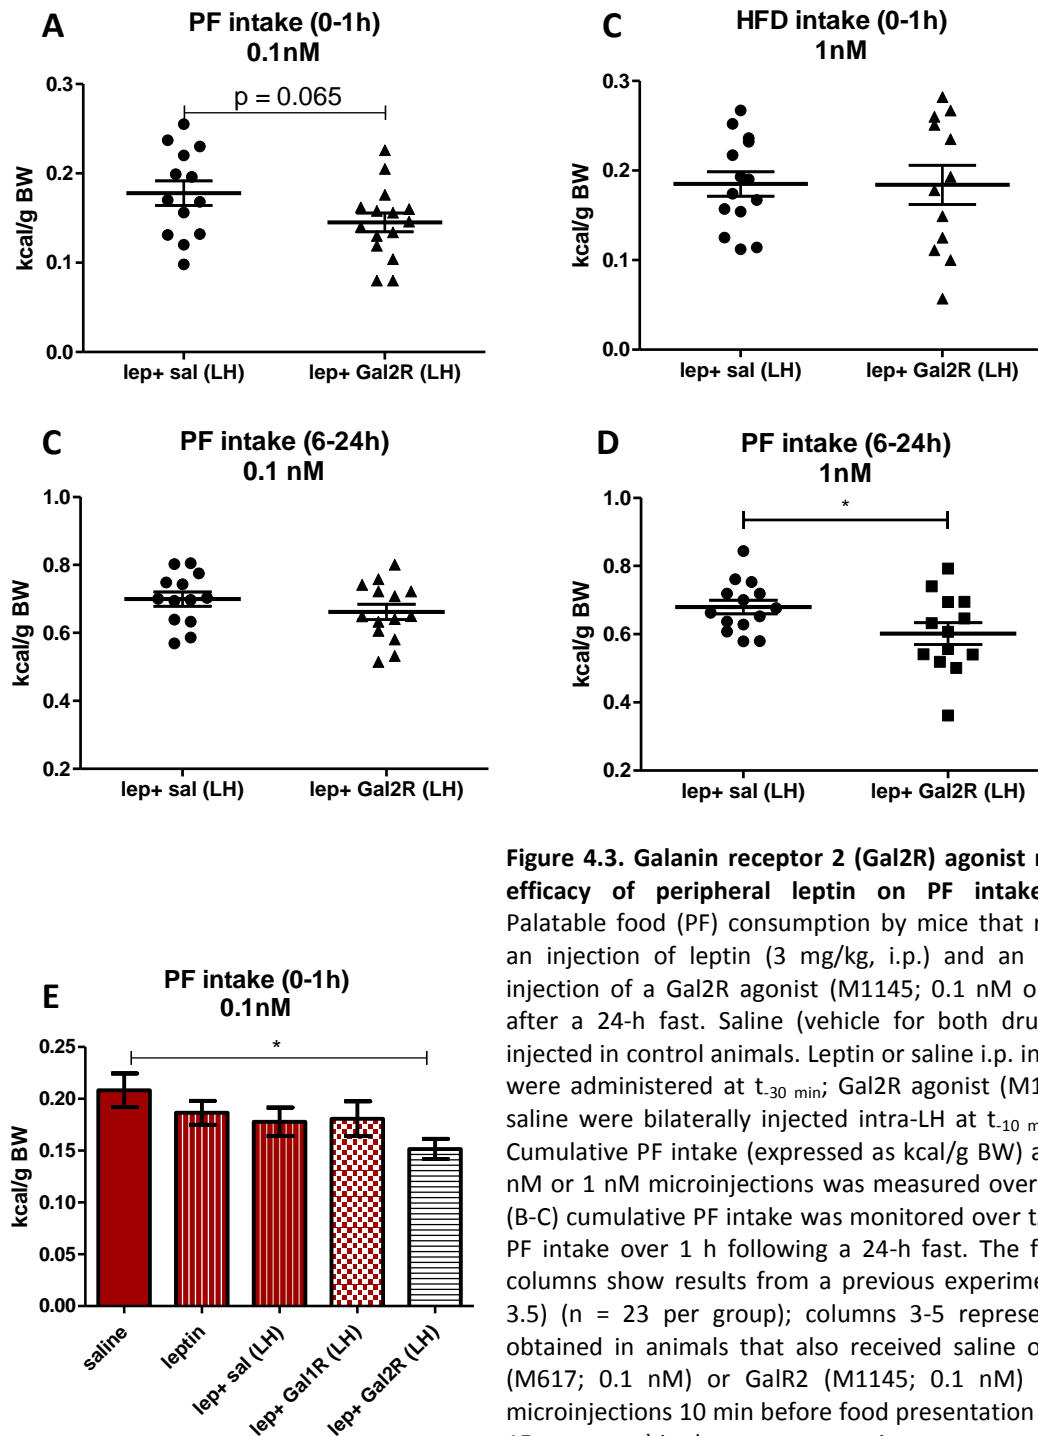 A
PF intake (0-1h)
0.1nM
kcal/g BW
0.3
0.2
0.1
0.0
p = 0.065
lep+ sal (LH)
lep+ Gal2R (LH)
C
HFD intake (0-1h)
1nM
kcal/g BW
0.3
0.2
0.1
0.0
lep+ sal (LH)
lep+ Gal2R (LH)
C
PF intake (6-24h)
0.1 nM
kcal/g BW
1.0
0.8
0.6
0.4
0.2
lep+ sal (LH)
lep+ Gal2R (LH)
D
PF intake (6-24h)
1nM
kcal/g BW
1.0
0.8
0.6
0.4
0.2
*
lep+ sal (LH)
lep+ Gal2R (LH)
E
PF intake (0-1h)
0.1nM
kcal/g BW
0.25
0.20
0.15
0.10
0.05
0.00
*
saline
leptin
lep+ sal (LH)
lep+ Gal1R (LH)
lep+ Gal2R (LH)
Figure 4.3. Galanin receptor 2 (Gal2R) agonist
efficacy of peripheral leptin on PF intake
Palatable food (PF) consumption by mice that
an injection of leptin (3 mg/kg, i.p.) and an
injection of a Gal2R agonist (M1145; 0.1 nM
after a 24-h fast. Saline (vehicle for both
injected in control animals. Leptin or saline i.p.
were administered at t-30 min; Gal2R agonist
saline were bilaterally injected intra-LH at t-10
Cumulative PF intake (expressed as kcal/g BW)
nM or 1 nM microinjections was measured over
(B-C) cumulative PF intake was monitored over
PF intake over 1 h following a 24-h fast. The
columns show results from a previous
3.5) (n = 23 per group); columns 3-5
obtained in animals that also received saline
(M617; 0.1 nM) or GalR2 (M1145; 0.1 nM)
microinjections 10 min before food presentation